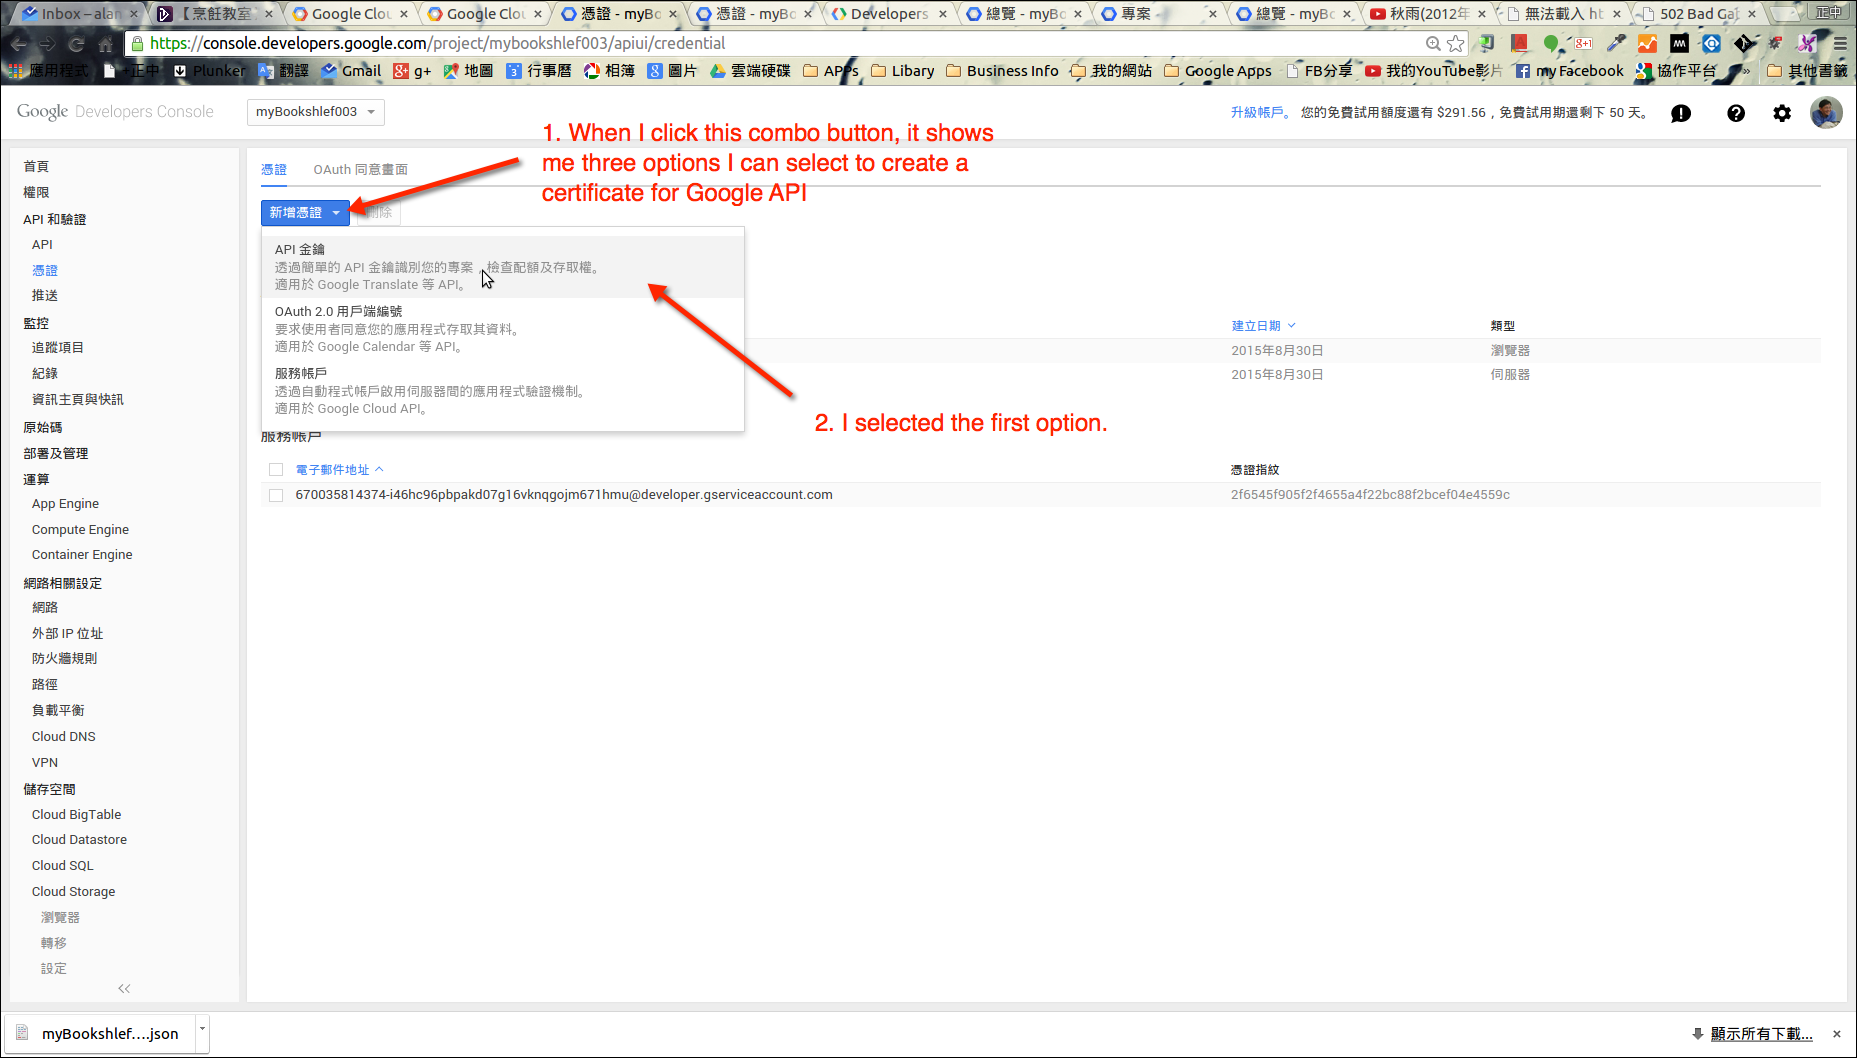 Inbox – alan
【烹飪教室
Google Clou
Google Clou
憑證 - myBo
憑證 - myBo
Developers
總覽 - myBo
專案 -
總覽 - myBo
秋雨(2012年
無法載入 ht
502 Bad Gat
正中
https://console.developers.google.com/project/mybookshlef003/apiui/credential
應用程式
正中
Plunker
翻譯
Gmail
g+
地圖
行事曆
相簿
圖片
雲端硬碟
APPs
Libary
Business Info
我的網站
Google Apps
FB分享
我的YouTube影片
my Facebook
協作平台
»
其他書籤
Google Developers Console
myBookshlef003
升級帳戶。 您的免費試用額度還有 $291.56，免費試用期還剩下 50 天。
1. When I click this combo button, it shows
me three options I can select to create a
certificate for Google API
首頁
權限
API 和驗證
API
憑證
推送
監控
追蹤項目
紀錄
資訊主頁與快訊
原始碼
部署及管理
運算
App Engine
Compute Engine
Container Engine
網路相關設定
網路
外部 IP 位址
防火牆規則
路徑
負載平衡
Cloud DNS
VPN
儲存空間
Cloud BigTable
Cloud Datastore
Cloud SQL
Cloud Storage
瀏覽器
轉移
設定
憑證
OAuth 同意畫面
新增憑證
刪除
API 金鑰
透過簡單的 API 金鑰識別您的專案，檢查配額及存取權。
適用於 Google Translate 等 API。
OAuth 2.0 用戶端編號
要求使用者同意您的應用程式存取其資料。
適用於 Google Calendar 等 API。
服務帳戶
透過自動程式帳戶啟用伺服器間的應用程式驗證機制。
適用於 Google Cloud API。
建立日期
類型
2015年8月30日
瀏覽器
2015年8月30日
伺服器
2. I selected the first option.
服務帳戶
電子郵件地址
憑證指紋
670035814374-i46hc96pbpakd07g16vknqgojm671hmu@developer.gserviceaccount.com
2f6545f905f2f4655a4f22bc88f2bcef04e4559c
myBookshlef....json
顯示所有下載...